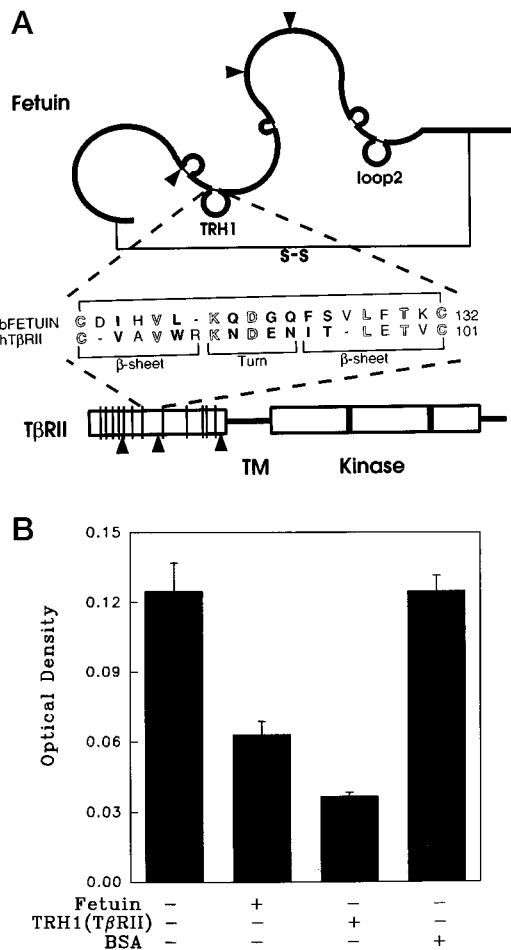 A
Fetuin
TRH1
loop2
S-S
bFETUIN C D I H V L - K Q D G Q F S V L F T K C 132
hTβRII C - V A V W R K N D E N I T - L E T V C 101
β-sheet Turn β-sheet
TβRII
TM Kinase
B
Optical Density
0.15
0.12
0.09
0.06
0.03
0.00
Fetuin – + – –
TRH1(TβRII) – – + –
BSA – – – +